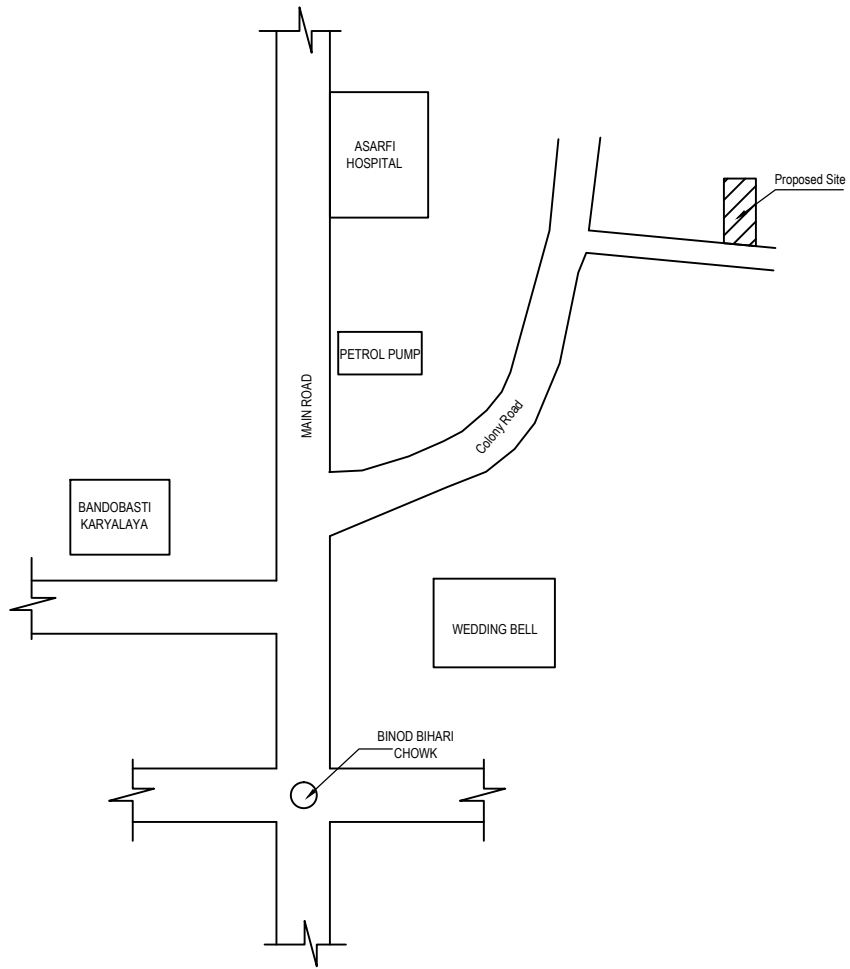 ASARFI
HOSPITAL
Proposed Site
PETROL PUMP
MAIN ROAD
Colony Road
BANDOBASTI
KARYALAYA
WEDDING BELL
BINOD BIHARI
CHOWK